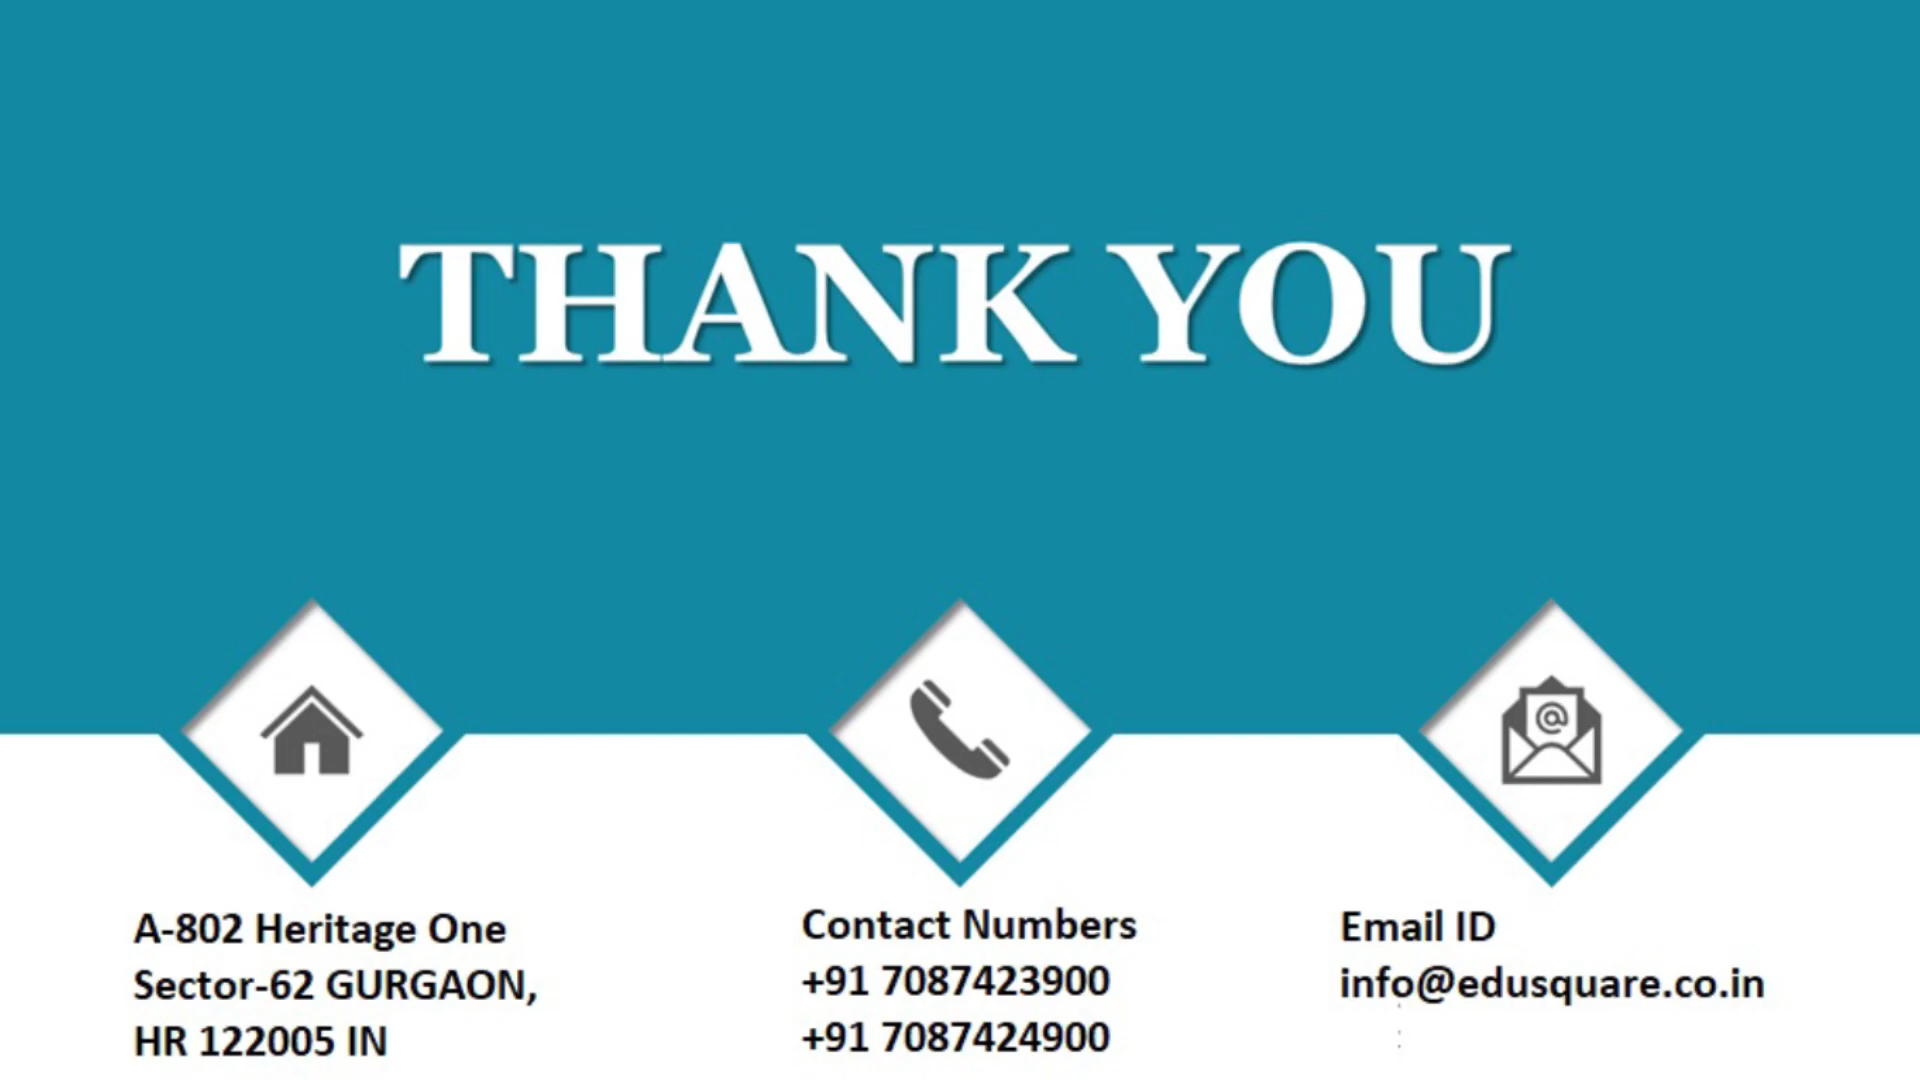 THANK YOU
A-802 Heritage One
Sector-62 GURGAON,
HR 122005 IN
Contact Numbers
+91 7087423900
+91 7087424900
Email ID
info@edusquare.co.in